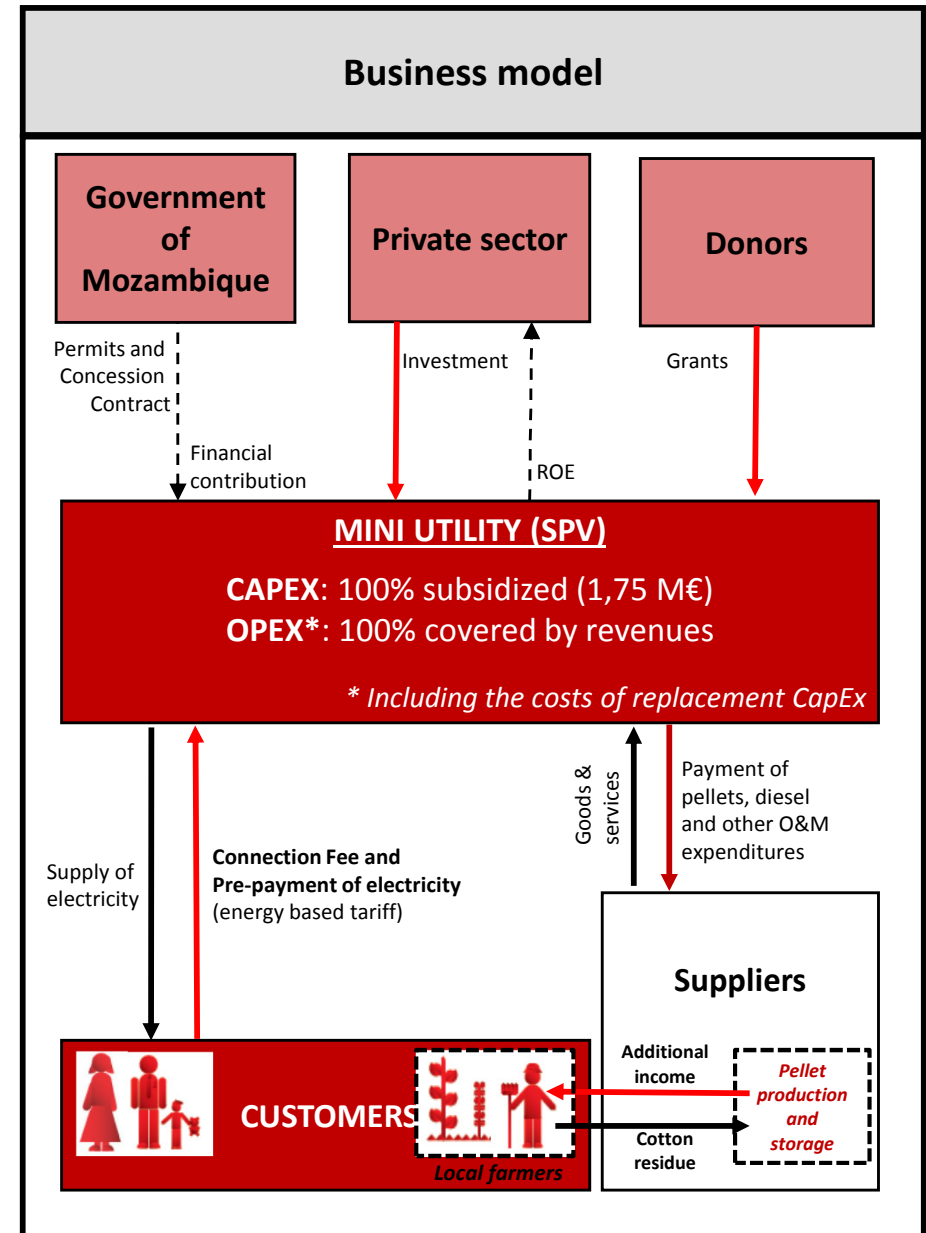 Business model
Government
of
Mozambique
Private sector
Donors
Permits and
Concession
Contract
Financial
contribution
Investment
ROE
Grants
MINI UTILITY (SPV)
CAPEX: 100% subsidized (1,75 M€)
OPEX*: 100% covered by revenues
* Including the costs of replacement CapEx
Supply of
electricity
Connection Fee and
Pre-payment of electricity
(energy based tariff)
Goods &
services
Payment of
pellets, diesel
and other O&M
expenditures
Suppliers
CUSTOMERS
Local farmers
Additional
income
Cotton
residue
Pellet
production
and
storage